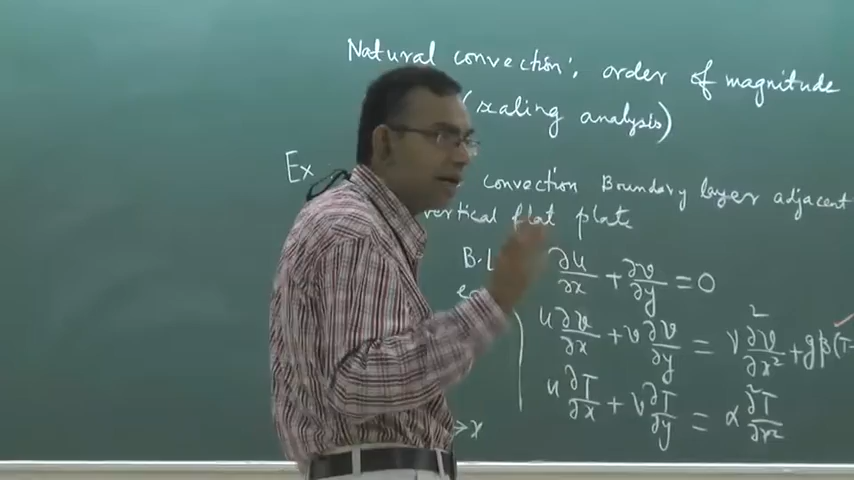 Natural convection: order of magnitude
(scaling analysis)
Ex
convection Boundary layer adjacent
vertical flat plate
B.L
∂u/∂x + ∂v/∂y = 0
u ∂v/∂x + v ∂v/∂y = ν ∂²v/∂x² + gβ(T-
u ∂T/∂x + v ∂T/∂y = α ∂²T/∂x²
→x